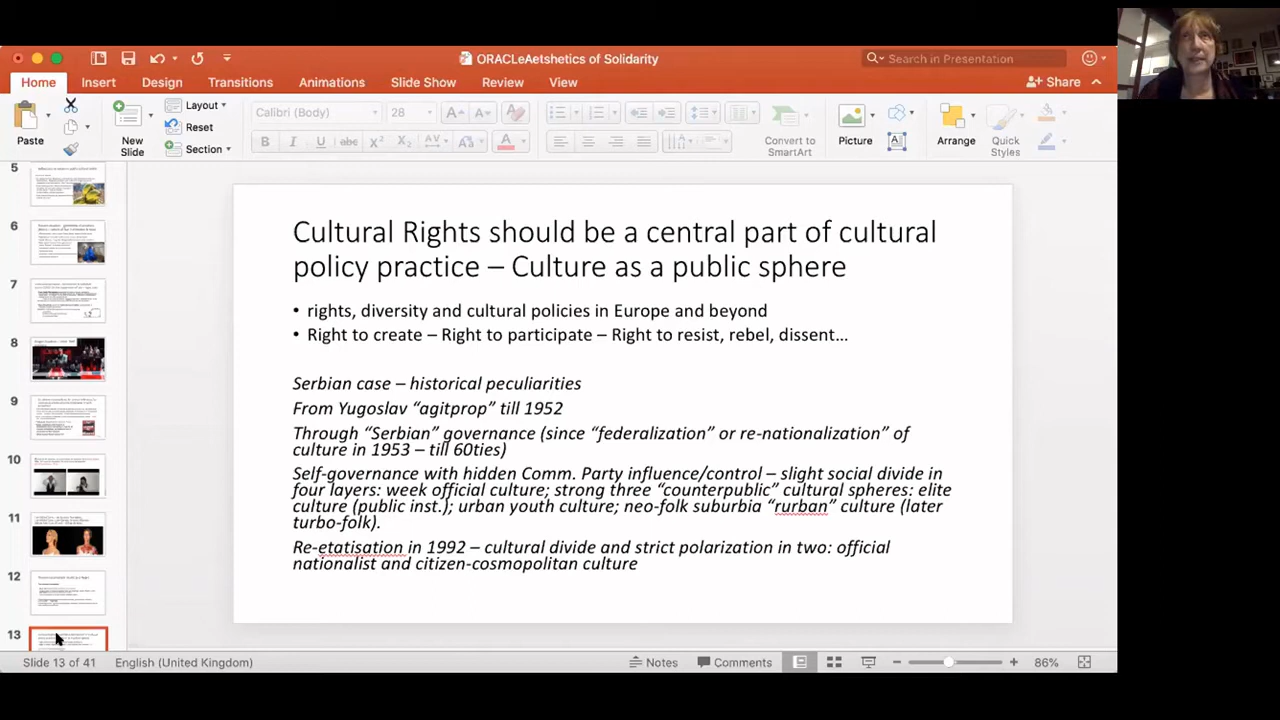 ORACLeAetshetics of Solidarity
Search in Presentation
Home
Insert
Design
Transitions
Animations
Slide Show
Review
View
Share
Paste
New
Slide
Layout
Reset
Section
Calibri (Body)
28
Convert to
SmartArt
Picture
Arrange
Quick
Styles
5
6
7
8
9
10
11
12
13
Cultural Rights should be a central part of cultural
policy practice – Culture as a public sphere
• Rights, diversity and cultural policies in Europe and beyond
• Right to create – Right to participate – Right to resist, rebel, dissent…
Serbian case – historical peculiarities
From Yugoslav “agitprop” till 1952
Through “Serbian” governance (since “federalization” or re-nationalization” of
culture in 1953 – till 60ties)
Self-governance with hidden Comm. Party influence/control – slight social divide in
four layers: week official culture; strong three “counterpublic” cultural spheres: elite
culture (public inst.); urban youth culture; neo-folk suburb “rurban” culture (later
turbo-folk).
Re-etatisation in 1992 – cultural divide and strict polarization in two: official
nationalist and citizen-cosmopolitan culture
Slide 13 of 41
English (United Kingdom)
Notes
Comments
86%